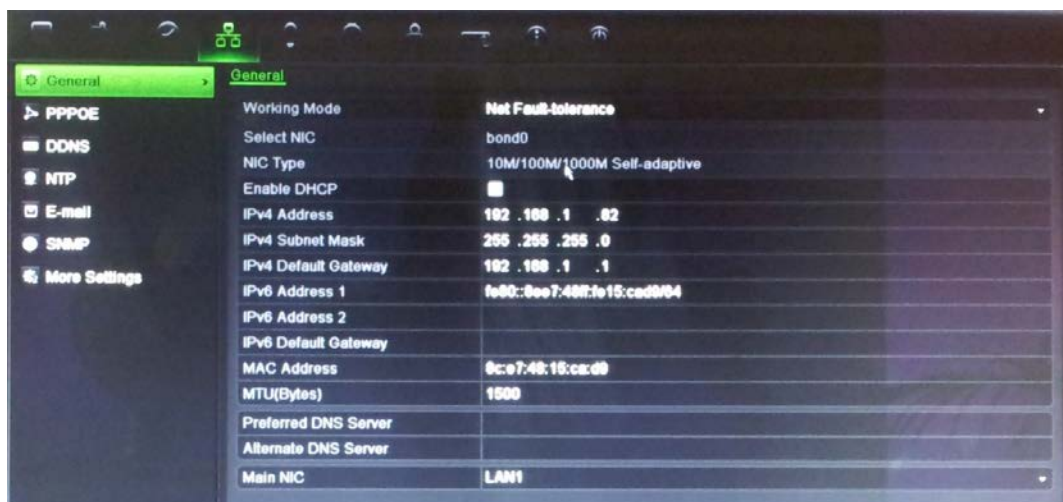 General
PPPOE
DDNS
NTP
E-mail
SNMP
More Settings
General
Working Mode Net Fault-tolerance
Select NIC bond0
NIC Type 10M/100M/1000M Self-adaptive
Enable DHCP
IPv4 Address 192 .168 .1 .82
IPv4 Subnet Mask 255 .255 .255 .0
IPv4 Default Gateway 192 .168 .1 .1
IPv6 Address 1 fe80::8ee7:48ff:fe15:cad9/64
IPv6 Address 2
IPv6 Default Gateway
MAC Address 8c:e7:48:15:ca:d9
MTU(Bytes) 1500
Preferred DNS Server
Alternate DNS Server
Main NIC LAN1